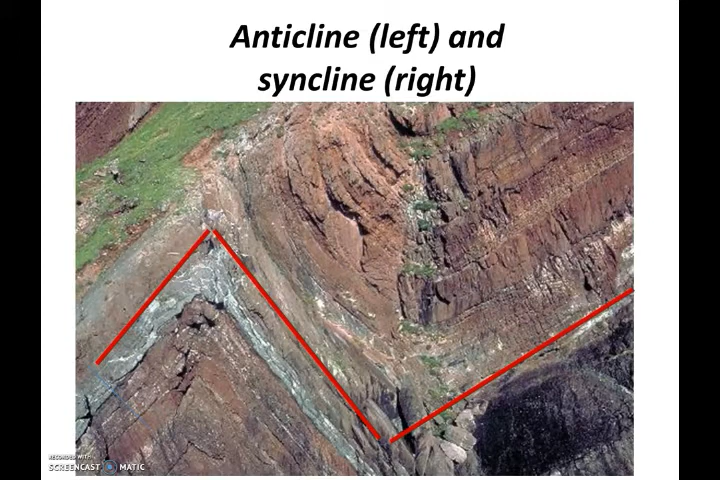 Anticline (left) and
syncline (right)
RECORDED WITH
SCREENCAST MATIC